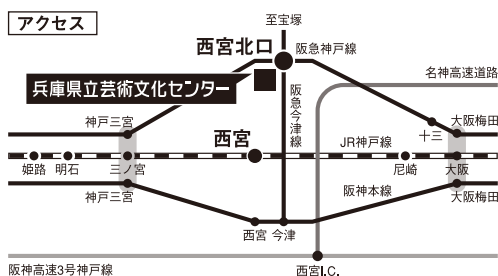 アクセス
至宝塚
西宮北口
阪急神戸線
兵庫県立芸術文化センター
阪急今津線
名神高速道路
神戸三宮
十三
大阪梅田
西宮
JR神戸線
姫路
明石
三ノ宮
尼崎
大阪
神戸三宮
阪神本線
大阪梅田
西宮
今津
阪神高速3号神戸線
西宮I.C.